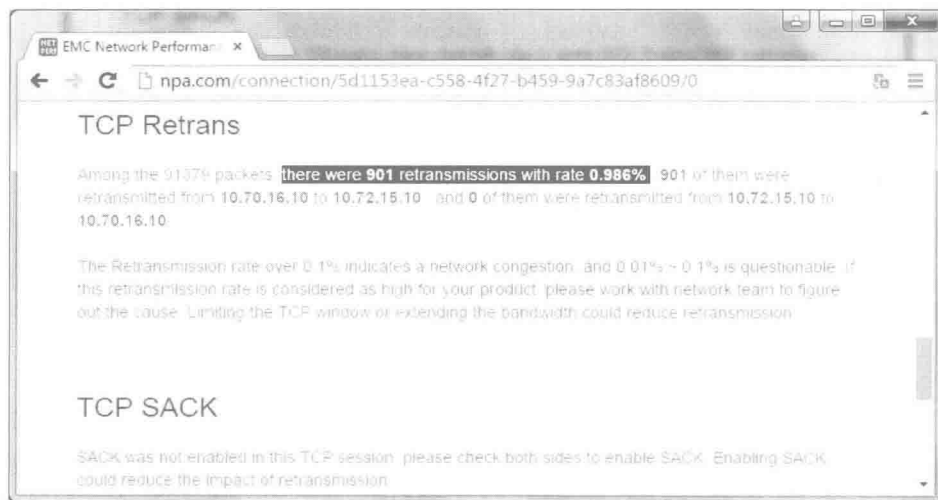 TCP Retrans
EMC Network Performan
npa.com/connection/5d1153ea-c558-4f27-b459-9a7c83af8609/0
TCP Retrans
Among the 91379 packets, there were 901 retransmissions with rate 0.986%. 901 of them were
retransmitted from 10.70.16.10 to 10.72.15.10, and 0 of them were retransmitted from 10.72.15.10 to
10.70.16.10
The Retransmission rate over 0.1% indicates a network congestion, and 0.01% ~ 0.1% is questionable. If
this retransmission rate is considered as high for your product, please work with network team to figure
out the cause. Limiting the TCP window or extending the bandwidth could reduce retransmission
TCP SACK
SACK was not enabled in this TCP session, please check both sides to enable SACK. Enabling SACK
could reduce the impact of retransmission